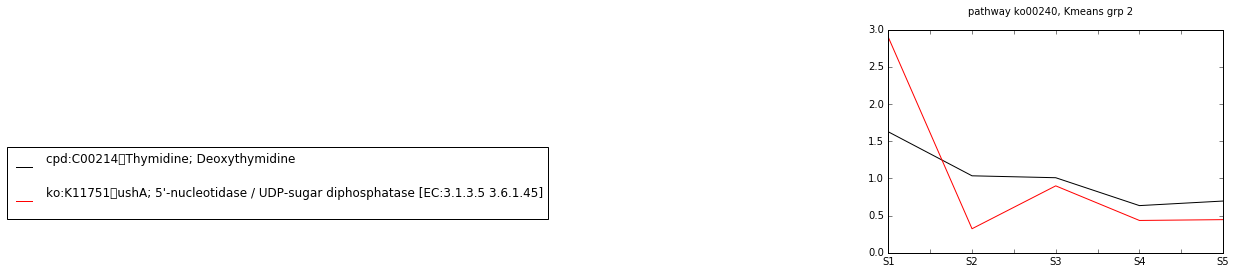 pathway ko00240, Kmeans grp 2
cpd:C00214▯Thymidine; Deoxythymidine
ko:K11751▯ushA; 5'-nucleotidase / UDP-sugar diphosphatase [EC:3.1.3.5 3.6.1.45]
3.0
2.5
2.0
1.5
1.0
0.5
0.0
S1 S2 S3 S4 S5